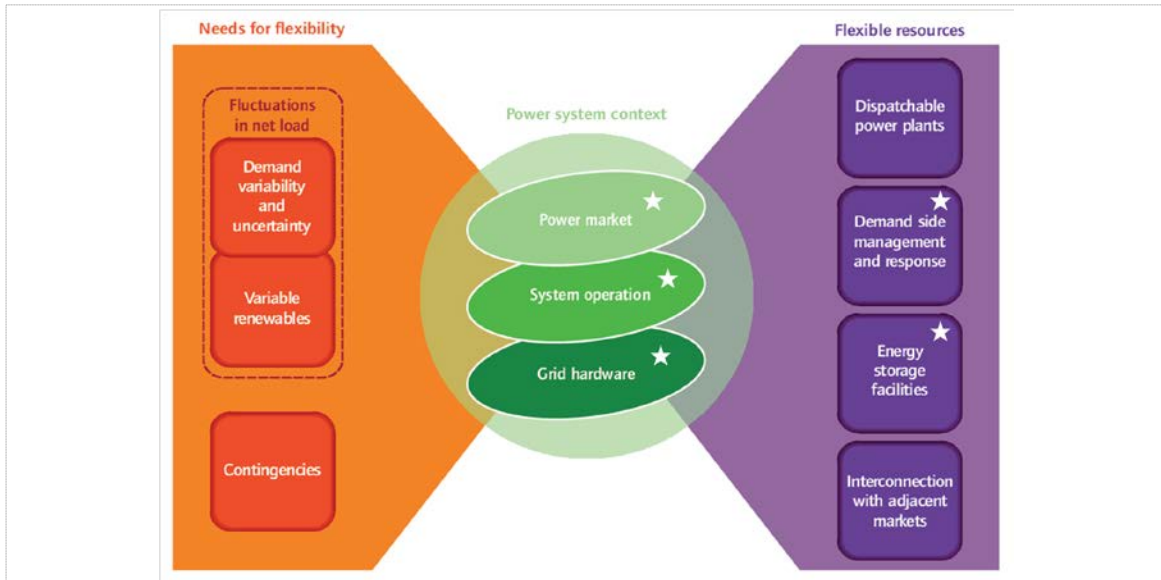 Needs for flexibility
Fluctuations
in net load
Demand
variability
and
uncertainty
Variable
renewables
Contingencies
Power system context
Power market
System operation
Grid hardware
Flexible resources
Dispatchable
power plants
Demand side
management
and response
Energy
storage
facilities
Interconnection
with adjacent
markets